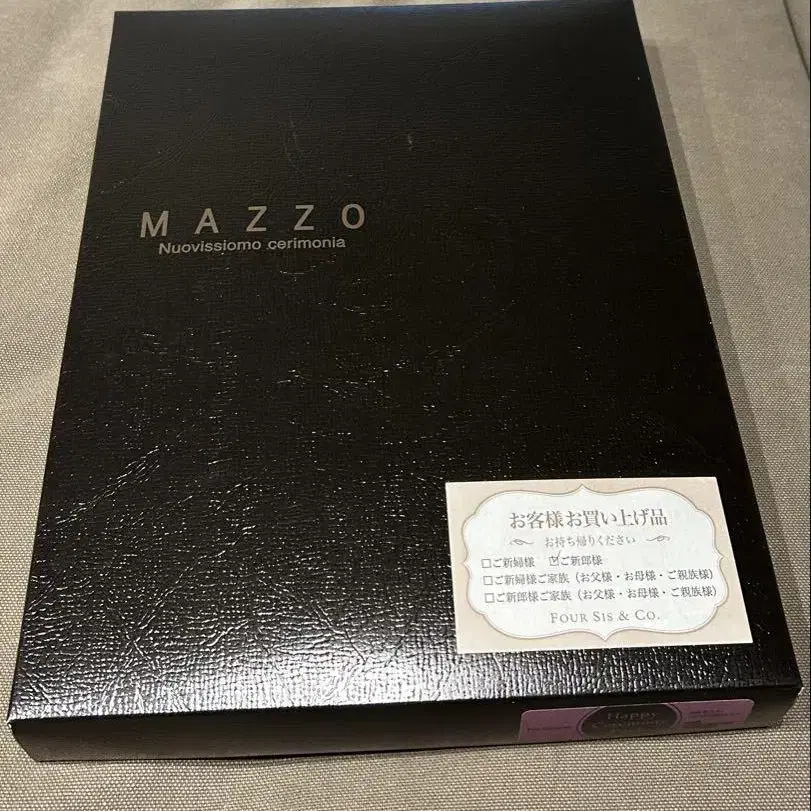 MAZZO
Nuovissiomo cerimonia
お客様お買い上げ品
お持ち帰りください
□ご新婦様 ☑ご新郎様
□ご新婦様ご家族（お父様・お母様・ご親族様）
□ご新郎様ご家族（お父様・お母様・ご親族様）
FOUR SIS & CO.
Happy